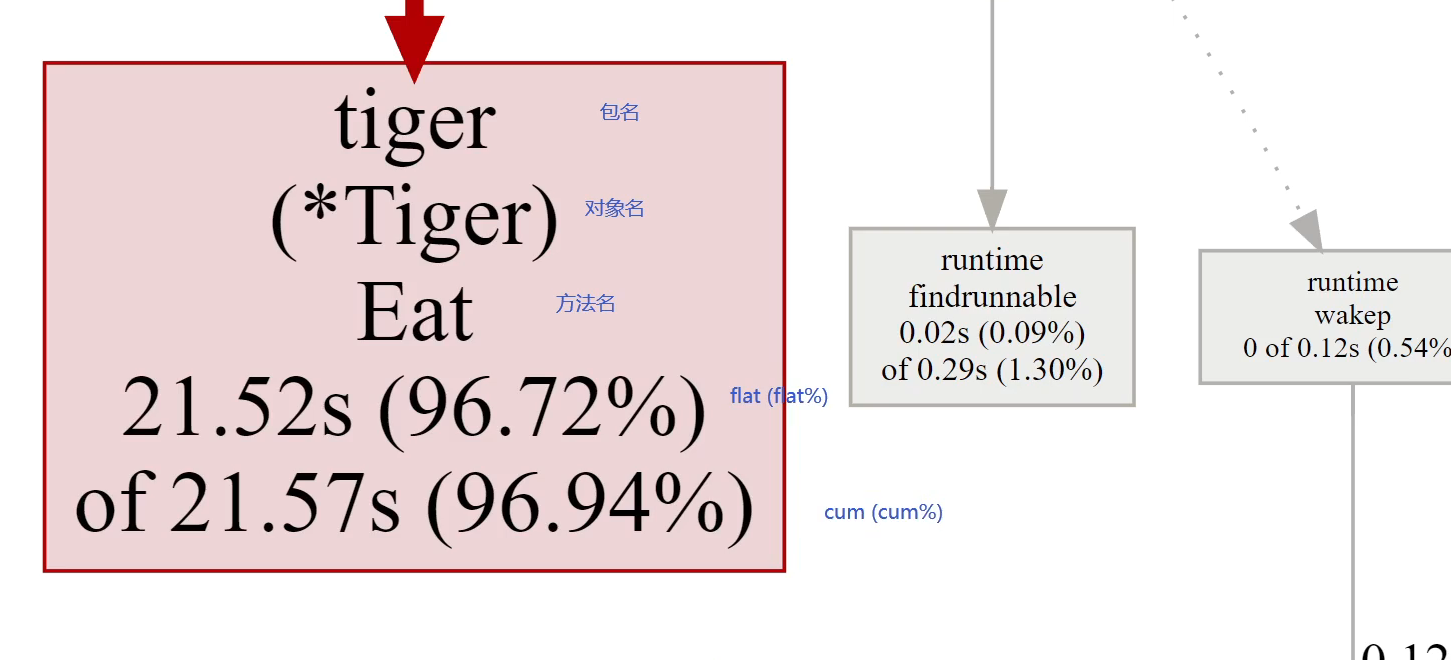 tiger
包名
(*Tiger)
对象名
Eat
方法名
21.52s (96.72%)
flat (flat%)
of 21.57s (96.94%)
cum (cum%)
runtime
findrunnable
0.02s (0.09%)
of 0.29s (1.30%)
runtime
wakep
0 of 0.12s (0.54%